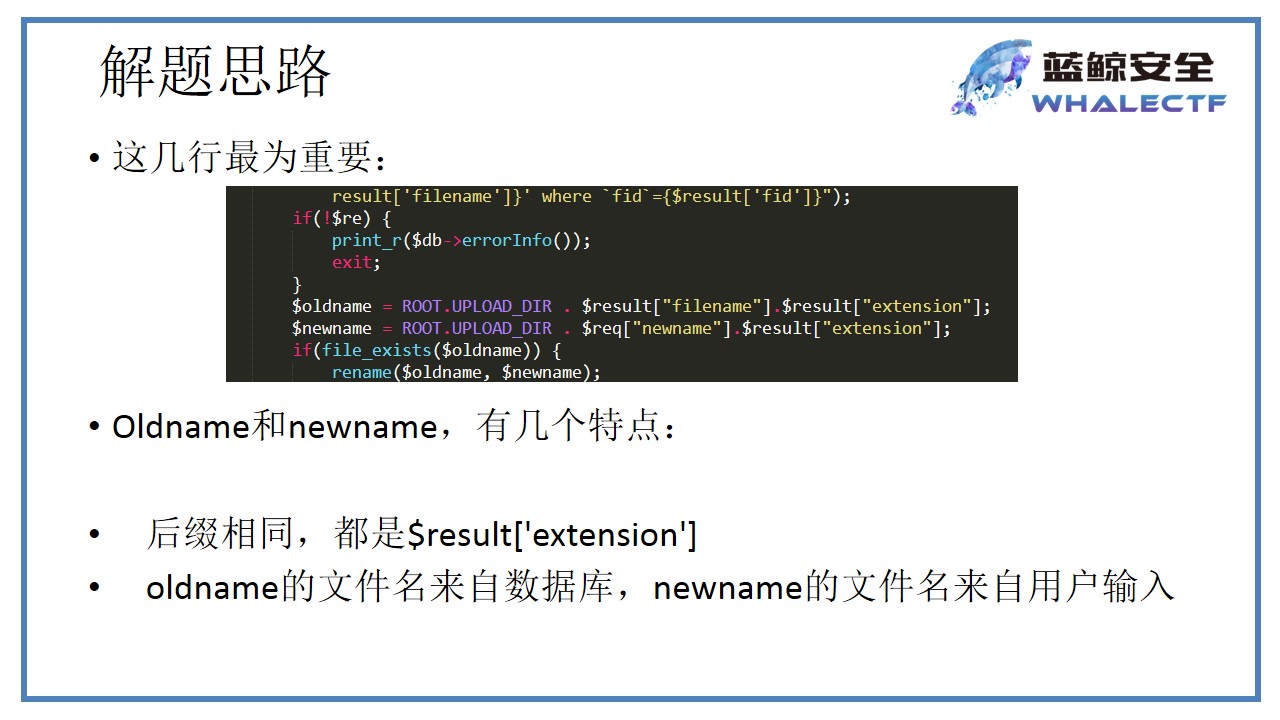 解题思路
蓝鲸安全
WHALECTF
• 这几行最为重要：
result['filename']}' where `fid`={$result['fid']}");
if(!$re) {
print_r($db->errorInfo());
exit;
}
$oldname = ROOT.UPLOAD_DIR . $result["filename"].$result["extension"];
$newname = ROOT.UPLOAD_DIR . $req["newname"].$result["extension"];
if(file_exists($oldname)) {
rename($oldname, $newname);
• Oldname和newname，有几个特点：
• 后缀相同，都是$result['extension']
• oldname的文件名来自数据库，newname的文件名来自用户输入